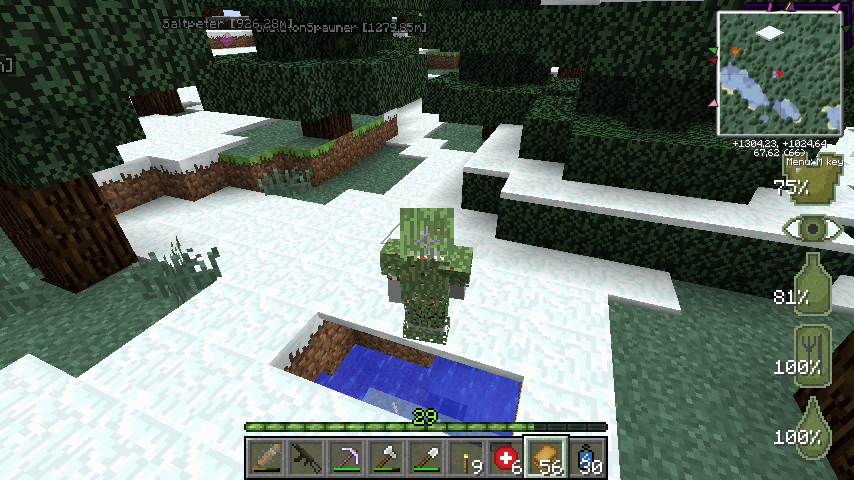 Saltpeter [926,28m]
SkeletonSpawner [1279,85m]
n]
+1304,23, +1024,64
67,62 (66)
Menu:M key
75%
81%
100%
100%
29
9
6
56
30